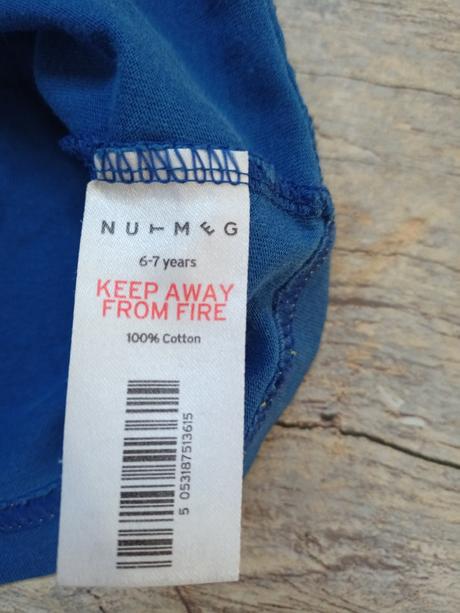 NUTMEG
6-7 years
KEEP AWAY
FROM FIRE
100% Cotton
5 053187513615